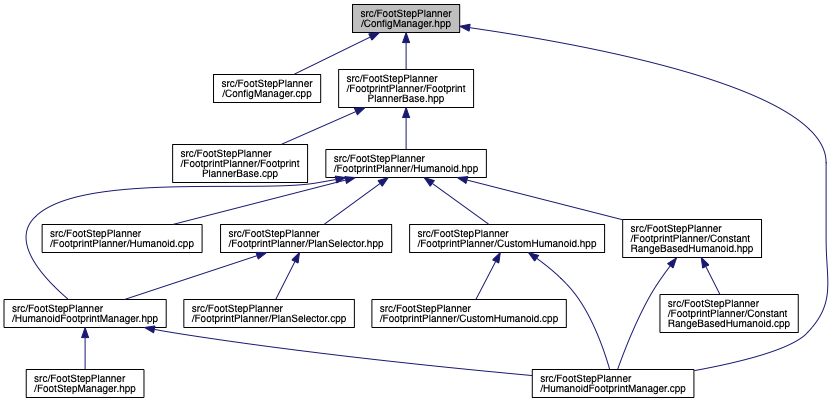 src/FootStepPlanner
/ConfigManager.hpp
src/FootStepPlanner
/ConfigManager.cpp
src/FootStepPlanner
/FootprintPlanner/Footprint
PlannerBase.hpp
src/FootStepPlanner
/FootprintPlanner/Footprint
PlannerBase.cpp
src/FootStepPlanner
/FootprintPlanner/Humanoid.hpp
src/FootStepPlanner
/FootprintPlanner/Humanoid.cpp
src/FootStepPlanner
/FootprintPlanner/PlanSelector.hpp
src/FootStepPlanner
/FootprintPlanner/CustomHumanoid.hpp
src/FootStepPlanner
/FootprintPlanner/Constant
RangeBasedHumanoid.hpp
src/FootStepPlanner
/HumanoidFootprintManager.hpp
src/FootStepPlanner
/FootprintPlanner/PlanSelector.cpp
src/FootStepPlanner
/FootprintPlanner/CustomHumanoid.cpp
src/FootStepPlanner
/FootprintPlanner/Constant
RangeBasedHumanoid.cpp
src/FootStepPlanner
/FootStepManager.hpp
src/FootStepPlanner
/HumanoidFootprintManager.cpp